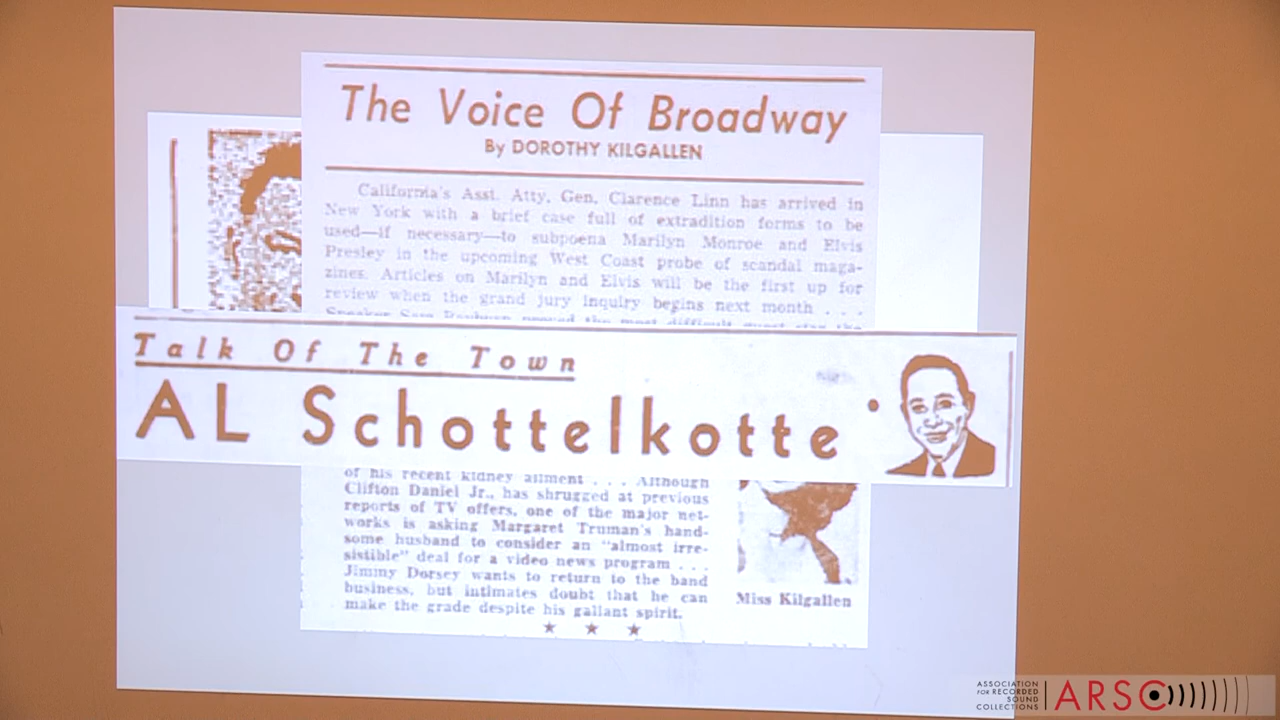 The Voice Of Broadway
By DOROTHY KILGALLEN
California's Asst. Atty. Gen. Clarence Linn has arrived in
New York with a brief case full of extradition forms to be
used—if necessary—to subpoena Marilyn Monroe and Elvis
Presley in the upcoming West Coast probe of scandal maga-
zines. Articles on Marilyn and Elvis will be the first up for
review when the grand jury inquiry begins next month . . .
the most difficult guest star the
Talk Of The Town
AL Schottelkotte
of his recent kidney ailment . . . Although
Clifton Daniel Jr., has shrugged at previous
reports of TV offers, one of the major net-
works is asking Margaret Truman's hand-
some husband to consider an "almost irre-
sistible" deal for a video news program . . .
Jimmy Dorsey wants to return to the band
business, but intimates doubt that he can
make the grade despite his gallant spirit.
Miss Kilgallen
ASSOCIATION
FOR RECORDED
SOUND
COLLECTIONS
ARSC